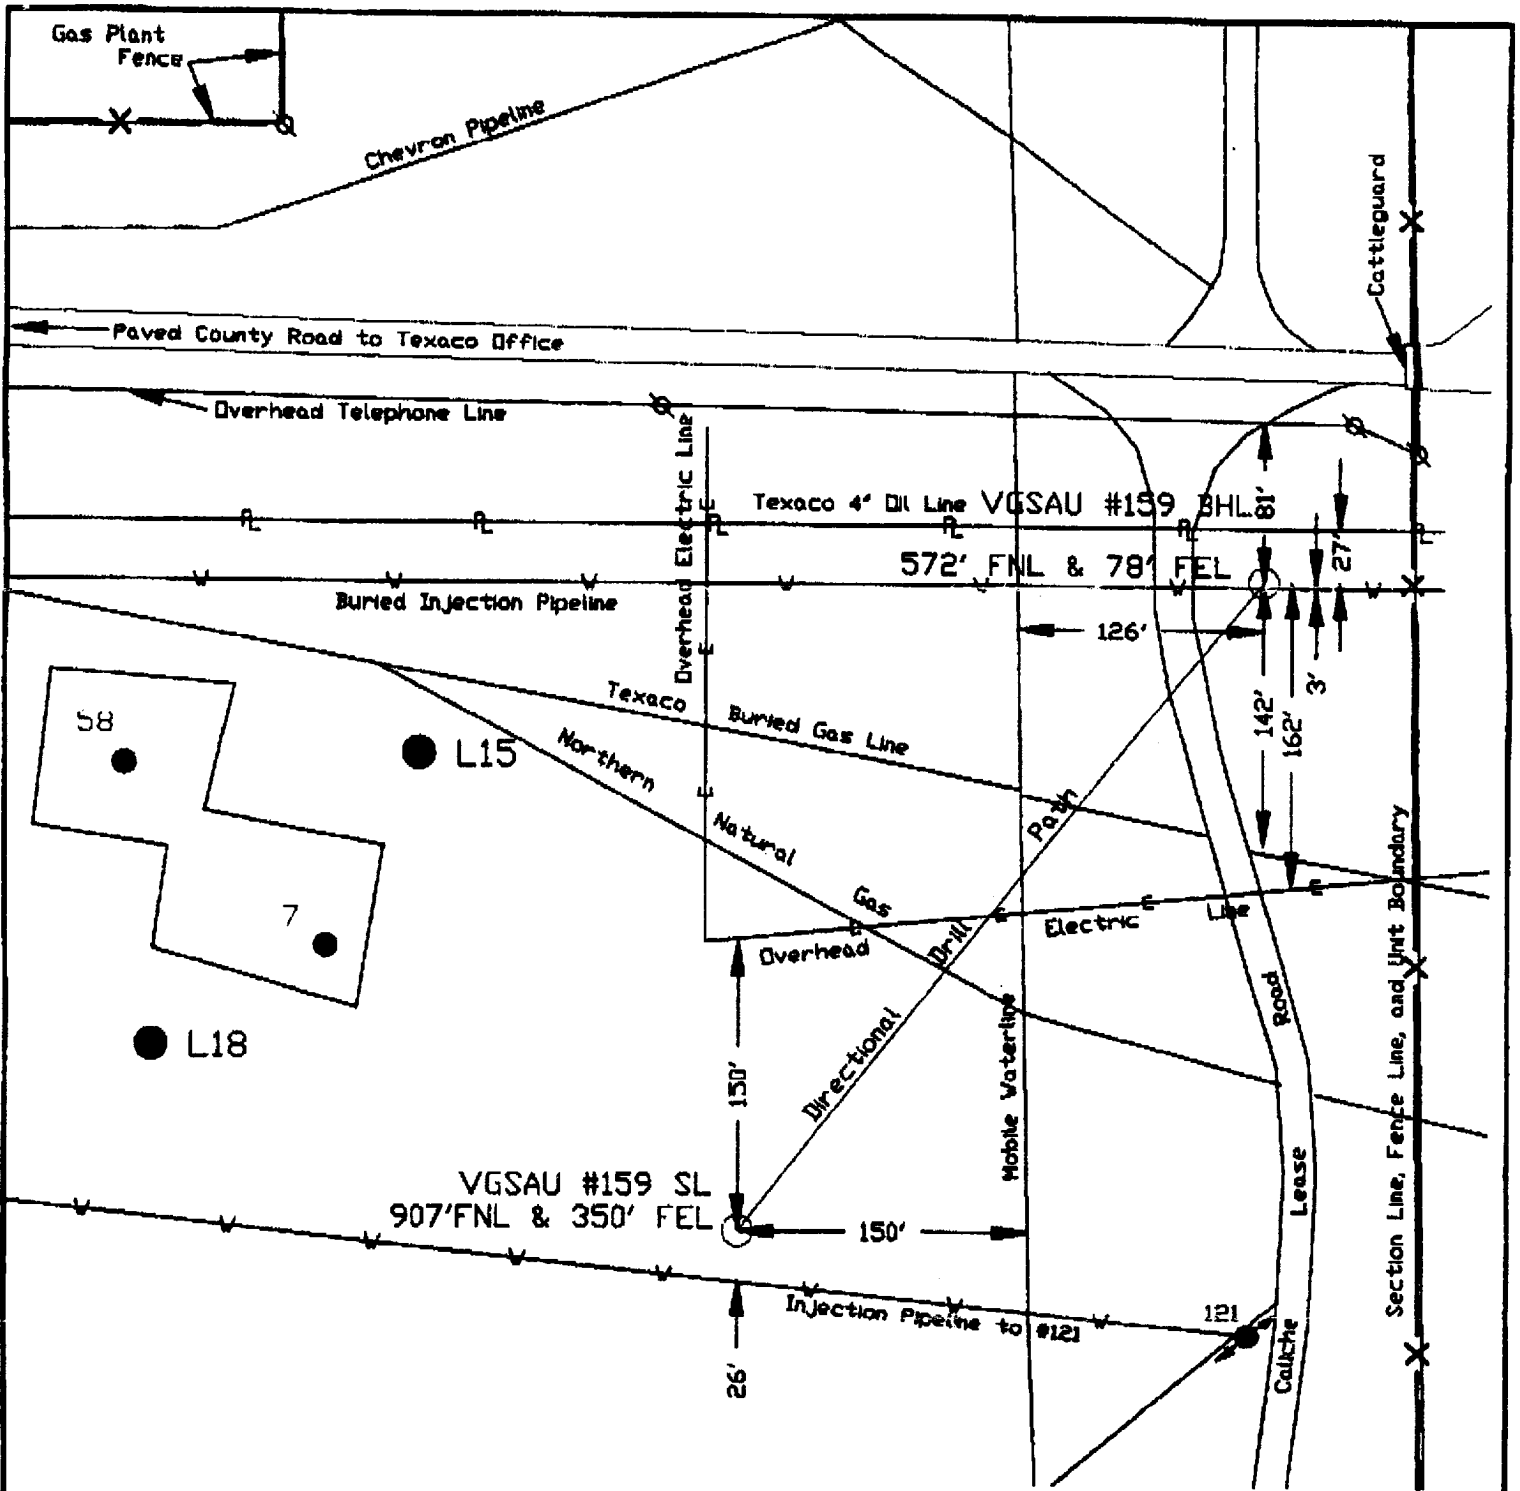 Gas Plant
Fence
Chevron Pipeline
Cattleguard
Paved County Road to Texaco Office
Overhead Telephone Line
Overhead Electric Line
Texaco 4" Oil Line
VGSAU #159 BHL
572' FNL & 78' FEL
81'
27'
Buried Injection Pipeline
126'
3'
142'
162'
Texaco Buried Gas Line
58
L15
Northern Natural Gas
Directional Drill Path
7
Overhead Electric Line
L18
150'
Mobile Waterline
Section Line, Fence Line, and Unit Boundary
VGSAU #159 SL
907'FNL & 350' FEL
150'
Caliche Lease Road
Injection Pipeline to #121
121
26'